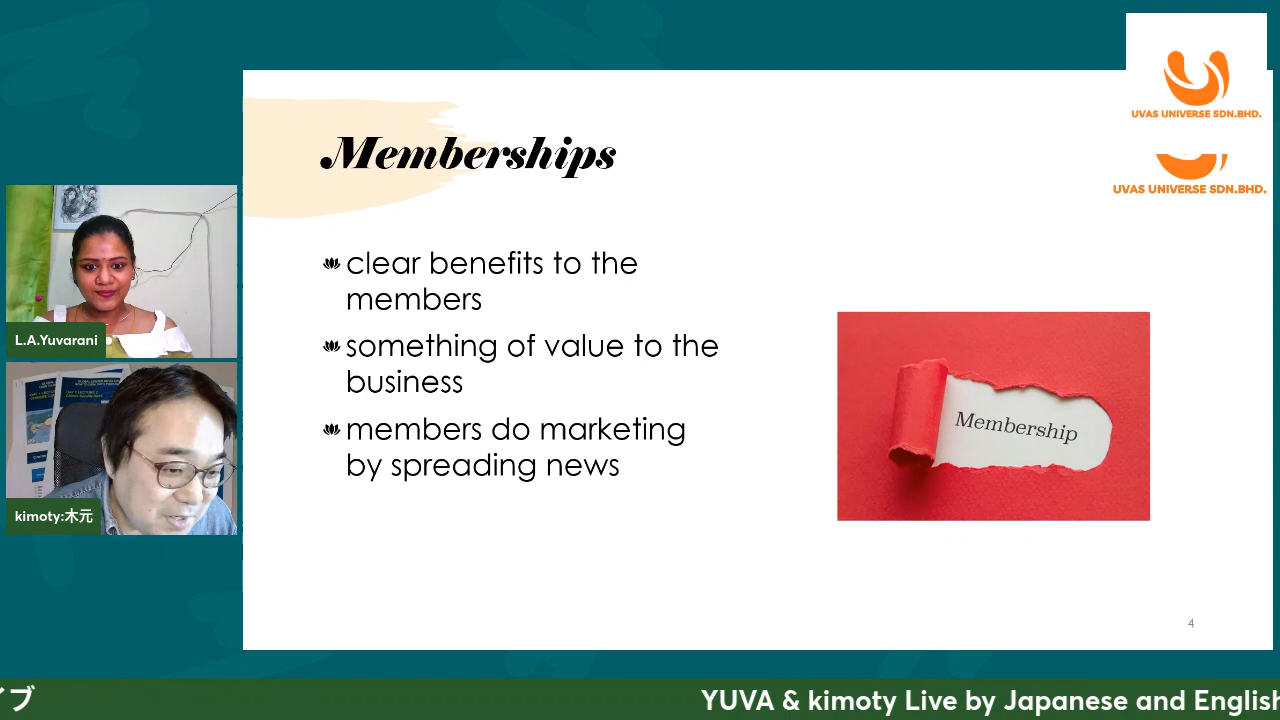 UVAS UNIVERSE SDN.BHD.
UVAS UNIVERSE SDN.BHD.
Memberships
clear benefits to the
members
something of value to the
business
members do marketing
by spreading news
Membership
4
L.A.Yuvarani
kimoty:木元
イブ
YUVA & kimoty Live by Japanese and English